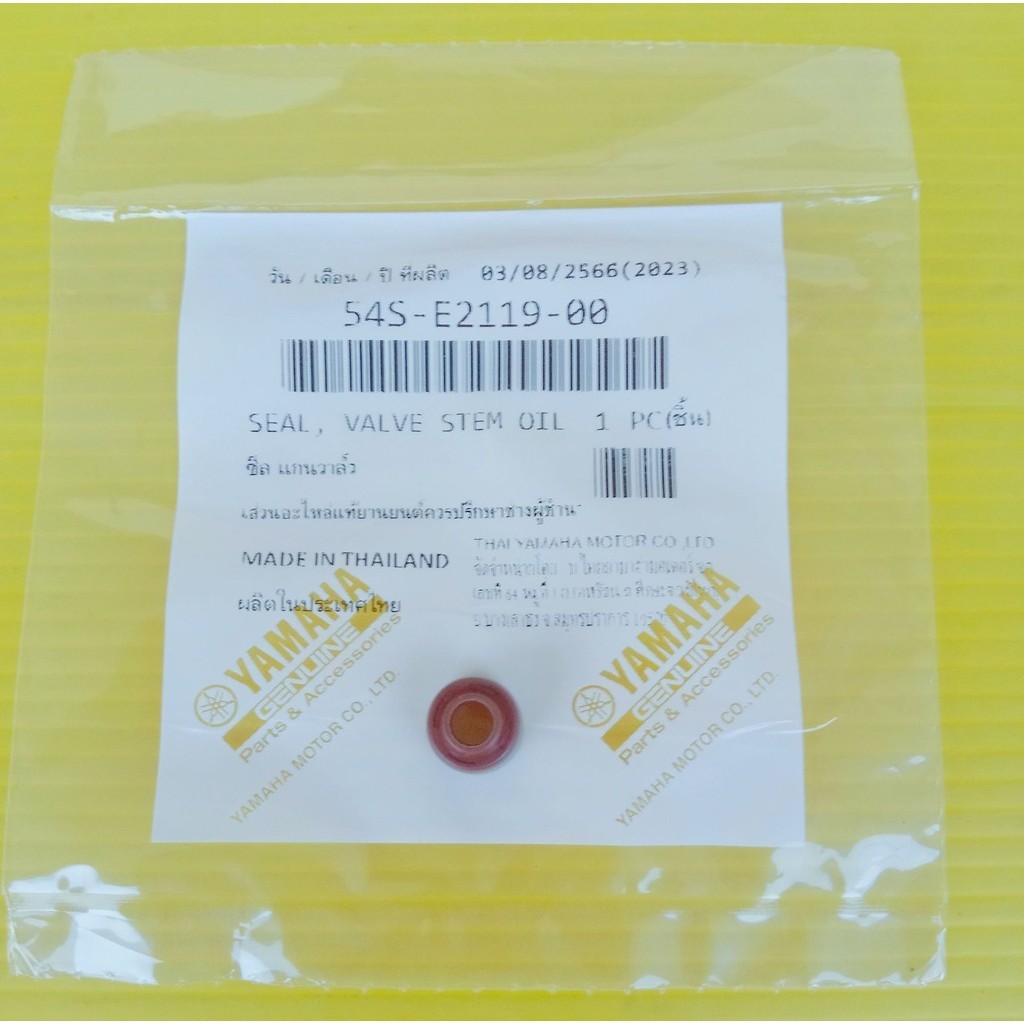 วัน / เดือน / ปี ที่ผลิต 03/08/2566(2023)
54S-E2119-00
SEAL, VALVE STEM OIL 1 PC(ชิ้น)
ซีล แกนวาล์ว
MADE IN THAILAND
THAI YAMAHA MOTOR CO.,LTD
ผลิตในประเทศไทย
YAMAHA
GENUINE
Parts & Accessories
YAMAHA MOTOR CO., LTD.
YAMAHA
GENUINE
Parts & Accessories
YAMAHA MOTOR CO., LTD.